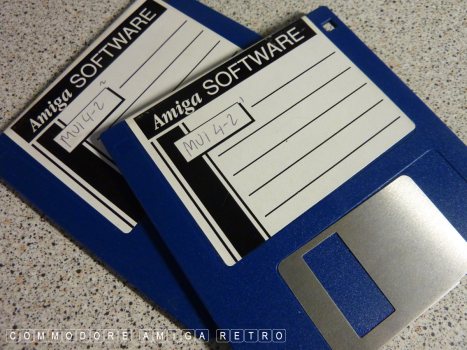 Amiga SOFTWARE
MUI 4-2
Amiga SOFTWARE
MUI 4-2
COMMODORE AMIGA RETRO